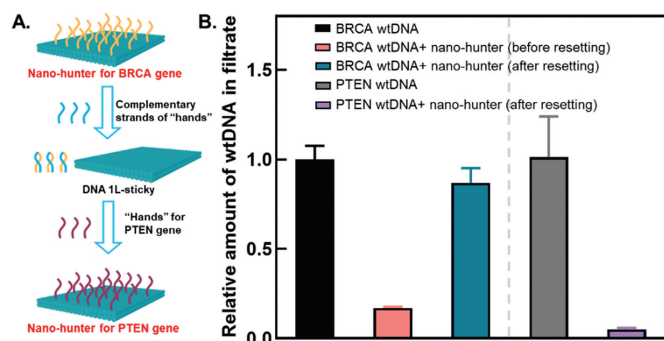 A.
Nano-hunter for BRCA gene
Complementary
strands of "hands"
DNA 1L-sticky
"Hands" for
PTEN gene
Nano-hunter for PTEN gene
B.
Relative amount of wtDNA in filtrate
1.5
1.0
0.5
0.0
BRCA wtDNA
BRCA wtDNA+ nano-hunter (before resetting)
BRCA wtDNA+ nano-hunter (after resetting)
PTEN wtDNA
PTEN wtDNA+ nano-hunter (after resetting)